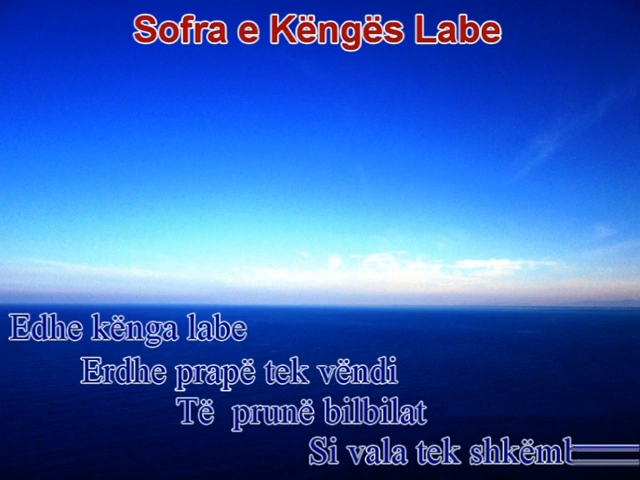 Sofra e Këngës Labe
Edhe kënga labe
Erdhe prapë tek vëndi
Të prunë bilbilat
Si vala tek